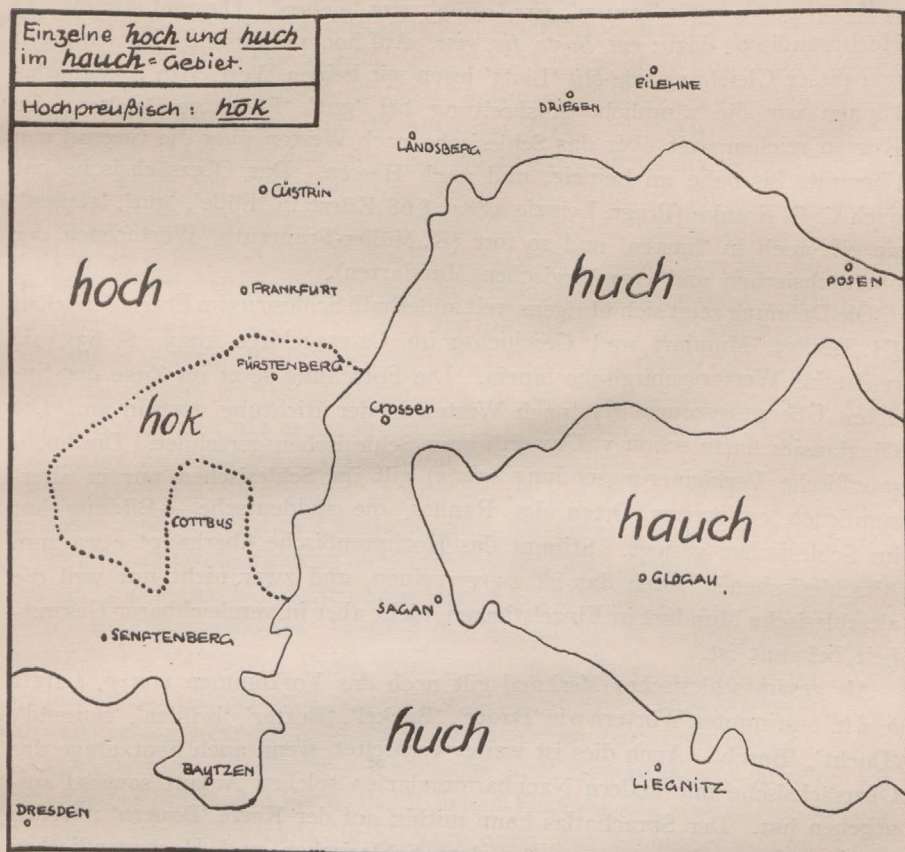 Einzelne hoch und huch
im hauch=Gebiet.
Hochpreußisch: hōk
EILEHNE
DRIESEN
LANDSBERG
CÜSTRIN
hoch
huch
POSEN
FRANKFURT
FÜRSTENBERG
hok
Crossen
COTTBUS
hauch
GLOGAU
SAGAN
SENFTENBERG
huch
BAUTZEN
LIEGNITZ
DRESDEN